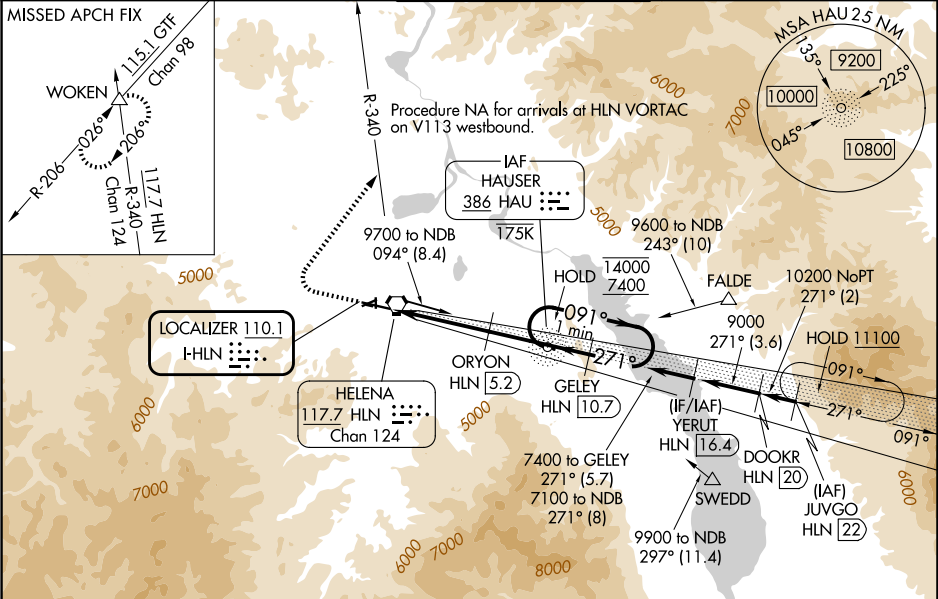 MISSED APCH FIX
115.1 GTF
Chan 98
WOKEN
026°
206°
R-206
R-340
117.7 HLN
Chan 124
R-340
Procedure NA for arrivals at HLN VORTAC
on V113 westbound.
MSA HAU 25 NM
135°
9200
225°
10000
045°
10800
6000
7000
IAF
HAUSER
386 HAU
175K
5000
9700 to NDB
094° (8.4)
9600 to NDB
243° (10)
HOLD
14000
7400
FALDE
10200 NoPT
271° (2)
5000
091°
1 min
271°
9000
271° (3.6)
HOLD 11100
091°
271°
091°
LOCALIZER 110.1
I-HLN
ORYON
HLN 5.2
GELEY
HLN 10.7
HELENA
117.7 HLN
Chan 124
5000
(IF/IAF)
YERUT
HLN 16.4
DOOKR
HLN 20
(IAF)
JUVGO
HLN 22
6000
6000
7400 to GELEY
271° (5.7)
7100 to NDB
271° (8)
SWEDD
9900 to NDB
297° (11.4)
7000
6000
7000
8000